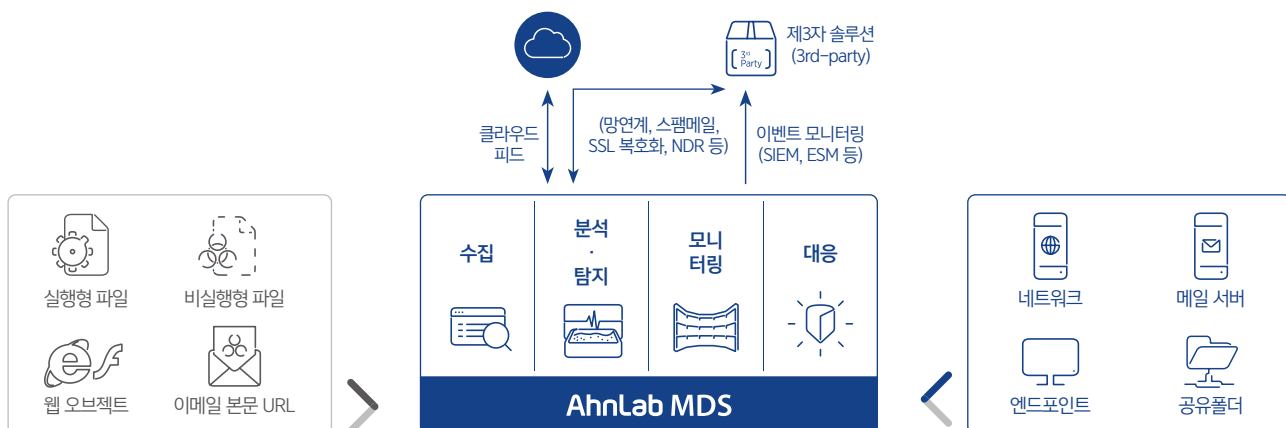 3rd
Party
제3자 솔루션
(3rd-party)
클라우드
피드
(망연계, 스팸메일,
SSL 복호화, NDR 등)
이벤트 모니터링
(SIEM, ESM 등)
실행형 파일
비실행형 파일
웹 오브젝트
이메일 본문 URL
수집
분석
·
탐지
모니
터링
대응
AhnLab MDS
네트워크
메일 서버
엔드포인트
공유폴더